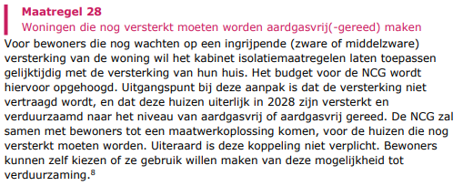 Maatregel 28
Woningen die nog versterkt moeten worden aardgasvrij(-gereed) maken
Voor bewoners die nog wachten op een ingrijpende (zware of middelzware)
versterking van de woning wil het kabinet isolatiemaatregelen laten toepassen
gelijktijdig met de versterking van hun huis. Het budget voor de NCG wordt
hiervoor opgehoogd. Uitgangspunt bij deze aanpak is dat de versterking niet
vertraagd wordt, en dat deze huizen uiterlijk in 2028 zijn versterkt en
verduurzaamd naar het niveau van aardgasvrij of aardgasvrij gereed. De NCG zal
samen met bewoners tot een maatwerkoplossing komen, voor de huizen die nog
versterkt moeten worden. Uiteraard is deze koppeling niet verplicht. Bewoners
kunnen zelf kiezen of ze gebruik willen maken van deze mogelijkheid tot
verduurzaming.⁸